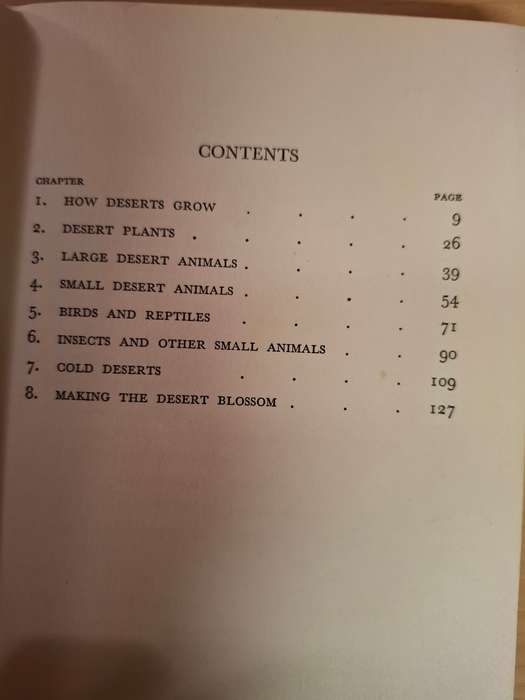 CONTENTS
CHAPTER PAGE
1. HOW DESERTS GROW . . . . 9
2. DESERT PLANTS . . . . . 26
3. LARGE DESERT ANIMALS . . . . 39
4. SMALL DESERT ANIMALS . . . . 54
5. BIRDS AND REPTILES . . . . 71
6. INSECTS AND OTHER SMALL ANIMALS . . 90
7. COLD DESERTS . . . . 109
8. MAKING THE DESERT BLOSSOM . . . 127